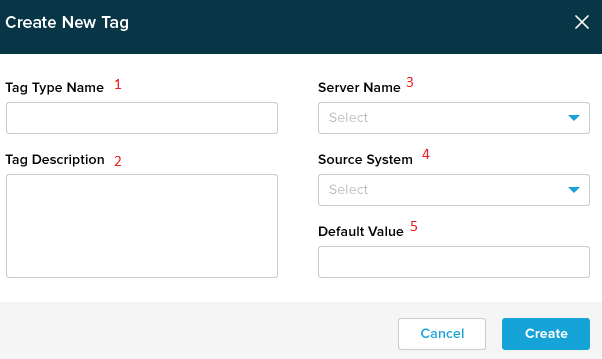 Create New Tag
Tag Type Name 1
Tag Description 2
Server Name 3
Select
Source System 4
Select
Default Value 5
Cancel Create